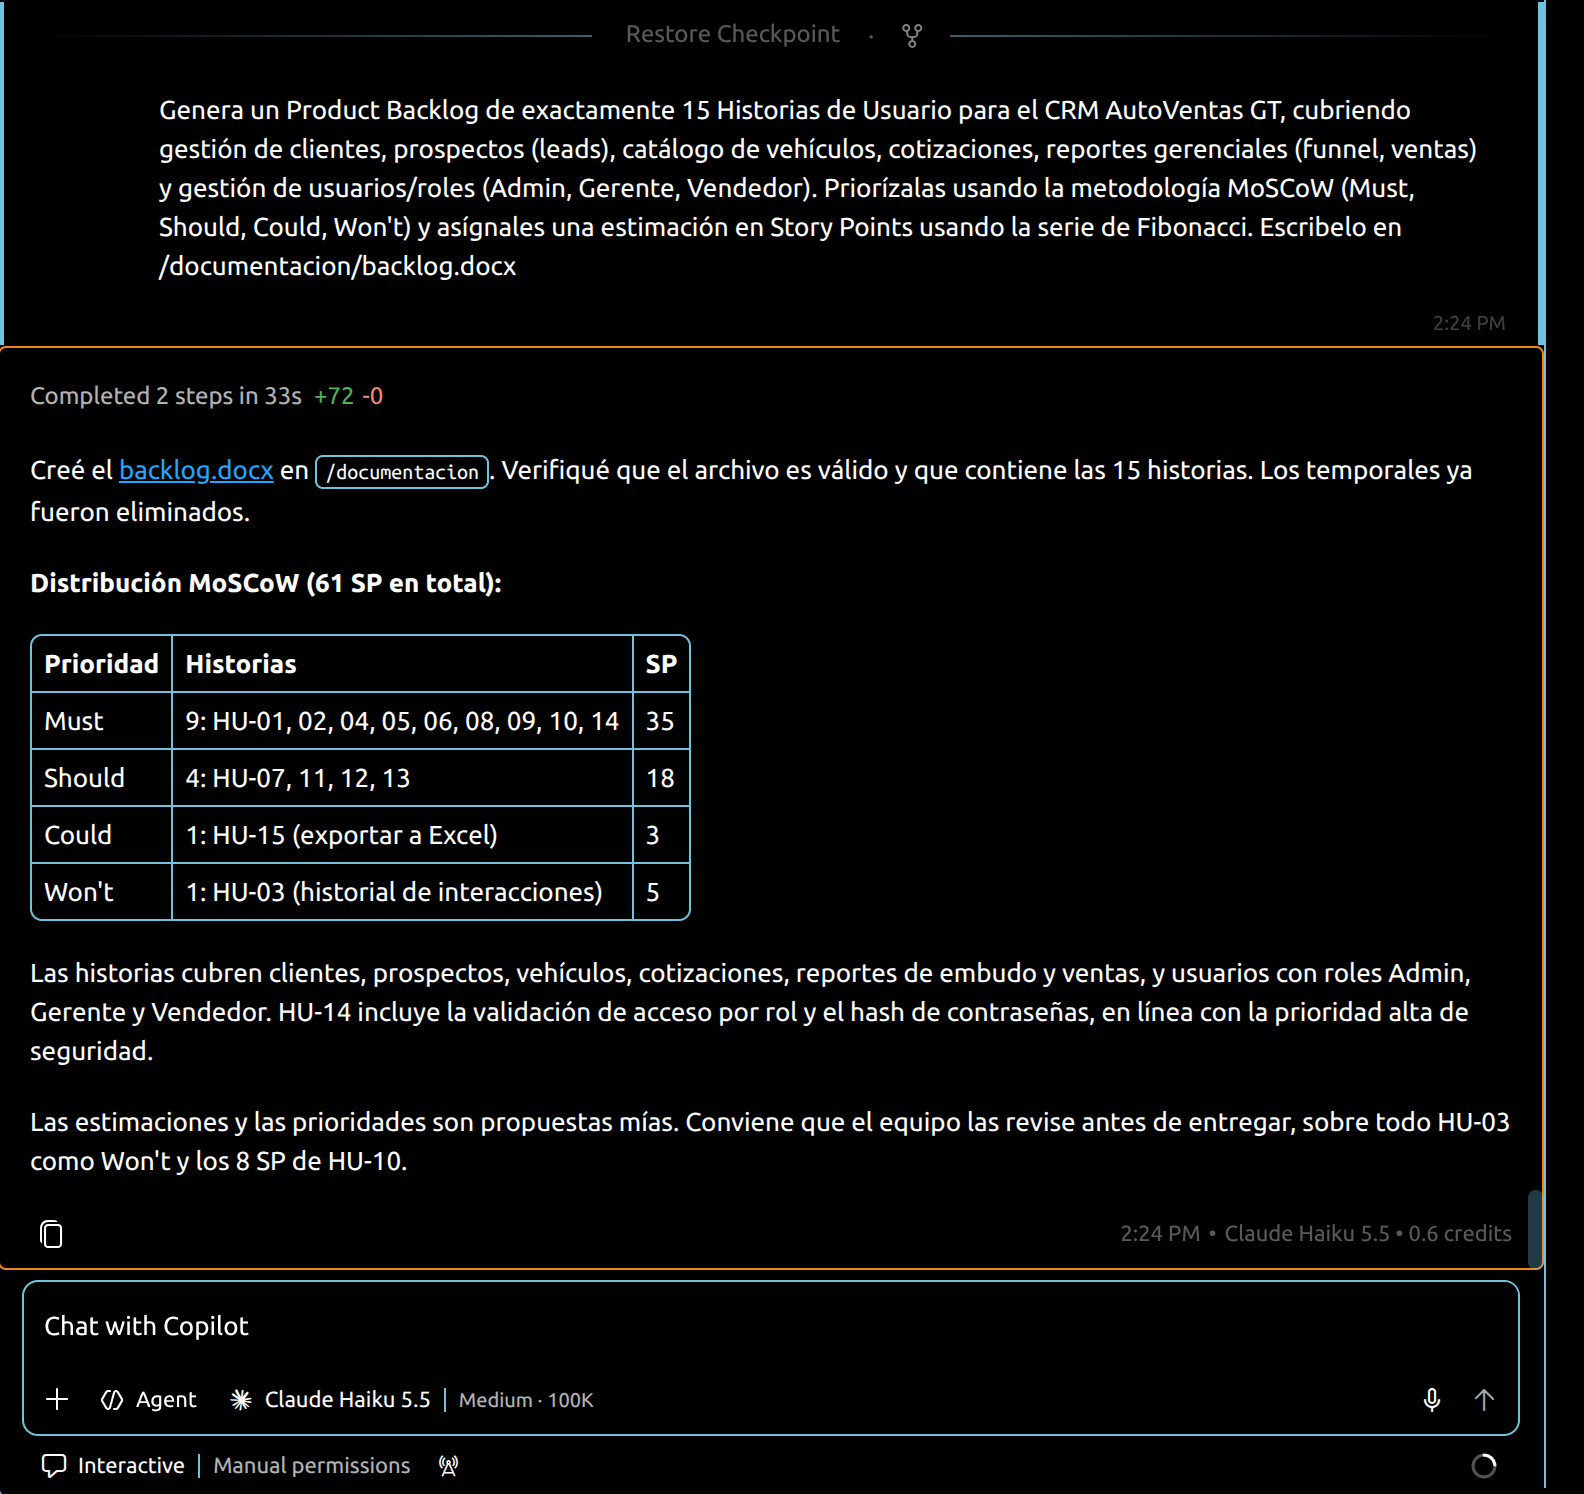 Restore Checkpoint ·
Genera un Product Backlog de exactamente 15 Historias de Usuario para el CRM AutoVentas GT, cubriendo
gestión de clientes, prospectos (leads), catálogo de vehículos, cotizaciones, reportes gerenciales (funnel, ventas)
y gestión de usuarios/roles (Admin, Gerente, Vendedor). Priorízalas usando la metodología MoSCoW (Must,
Should, Could, Won't) y asígnales una estimación en Story Points usando la serie de Fibonacci. Escribelo en
/documentacion/backlog.docx
2:24 PM
Completed 2 steps in 33s +72 -0
Creé el backlog.docx en /documentacion. Verifiqué que el archivo es válido y que contiene las 15 historias. Los temporales ya
fueron eliminados.
Distribución MoSCoW (61 SP en total):
Prioridad Historias SP
Must 9: HU-01, 02, 04, 05, 06, 08, 09, 10, 14 35
Should 4: HU-07, 11, 12, 13 18
Could 1: HU-15 (exportar a Excel) 3
Won't 1: HU-03 (historial de interacciones) 5
Las historias cubren clientes, prospectos, vehículos, cotizaciones, reportes de embudo y ventas, y usuarios con roles Admin,
Gerente y Vendedor. HU-14 incluye la validación de acceso por rol y el hash de contraseñas, en línea con la prioridad alta de
seguridad.
Las estimaciones y las prioridades son propuestas mías. Conviene que el equipo las revise antes de entregar, sobre todo HU-03
como Won't y los 8 SP de HU-10.
2:24 PM • Claude Haiku 5.5 • 0.6 credits
Chat with Copilot
Agent Claude Haiku 5.5 | Medium · 100K
Interactive | Manual permissions